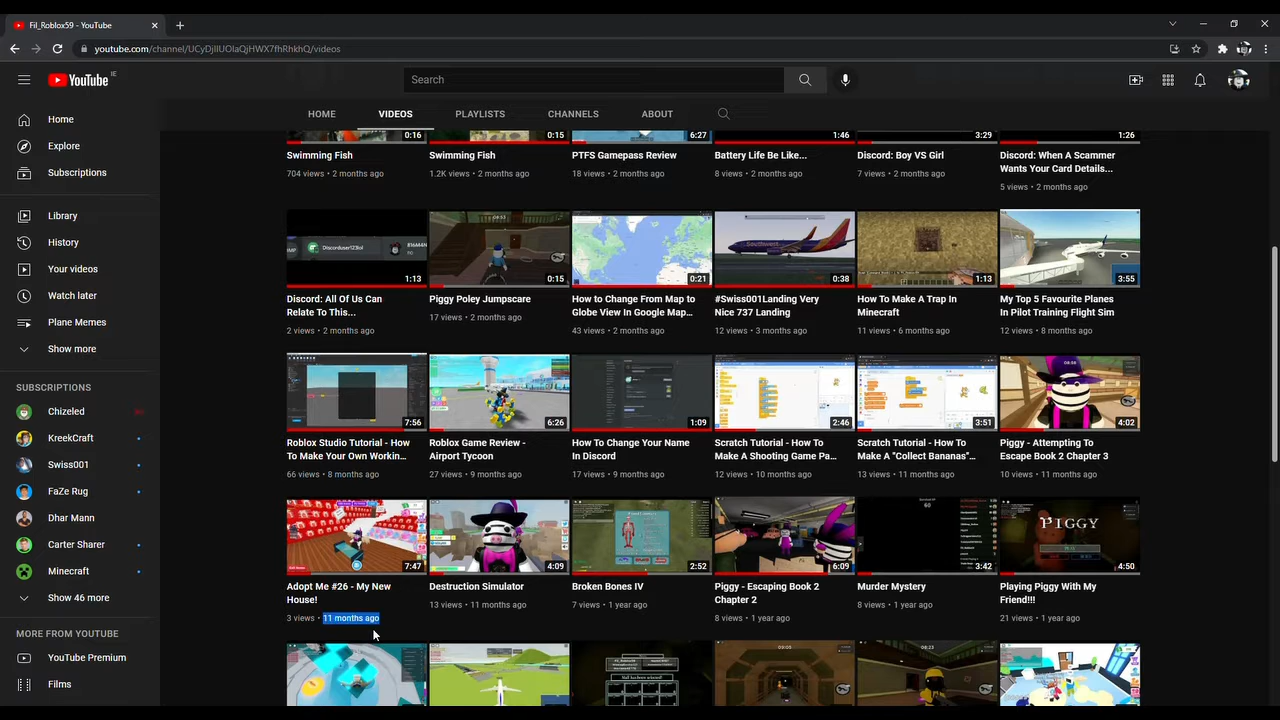 Fil_Roblox59 - YouTube
youtube.com/channel/UCyDjIlUOlaQjHWX7fhRhkhQ/videos
YouTube IE
Search
HOME VIDEOS PLAYLISTS CHANNELS ABOUT
Home
Explore
Subscriptions
Library
History
Your videos
Watch later
Plane Memes
Show more
SUBSCRIPTIONS
Chizeled
KreekCraft
Swiss001
FaZe Rug
Dhar Mann
Carter Sharer
Minecraft
Show 46 more
MORE FROM YOUTUBE
YouTube Premium
Films
0:16 0:15 6:27 1:46 3:29 1:26
Swimming Fish
704 views • 2 months ago
Swimming Fish
1.2K views • 2 months ago
PTFS Gamepass Review
18 views • 2 months ago
Battery Life Be Like...
8 views • 2 months ago
Discord: Boy VS Girl
7 views • 2 months ago
Discord: When A Scammer
Wants Your Card Details...
5 views • 2 months ago
Discorduser123lol
1:13 0:15 0:21 0:38 1:13 3:55
Southwest
Discord: All Of Us Can
Relate To This...
2 views • 2 months ago
Piggy Poley Jumpscare
17 views • 2 months ago
How to Change From Map to
Globe View In Google Map...
43 views • 2 months ago
#Swiss001Landing Very
Nice 737 Landing
12 views • 3 months ago
How To Make A Trap In
Minecraft
11 views • 6 months ago
My Top 5 Favourite Planes
In Pilot Training Flight Sim
12 views • 8 months ago
7:56 6:26 1:09 2:46 3:51 4:02
Roblox Studio Tutorial - How
To Make Your Own Workin...
66 views • 8 months ago
Roblox Game Review -
Airport Tycoon
27 views • 9 months ago
How To Change Your Name
In Discord
17 views • 9 months ago
Scratch Tutorial - How To
Make A Shooting Game Pa...
12 views • 10 months ago
Scratch Tutorial - How To
Make A "Collect Bananas"...
13 views • 11 months ago
Piggy - Attempting To
Escape Book 2 Chapter 3
10 views • 11 months ago
7:47 4:09 2:52 6:09 3:42 4:50
PIGGY
Adopt Me #26 - My New
House!
3 views • 11 months ago
Destruction Simulator
13 views • 11 months ago
Broken Bones IV
7 views • 1 year ago
Piggy - Escaping Book 2
Chapter 2
8 views • 1 year ago
Murder Mystery
8 views • 1 year ago
Playing Piggy With My
Friend!!!
21 views • 1 year ago